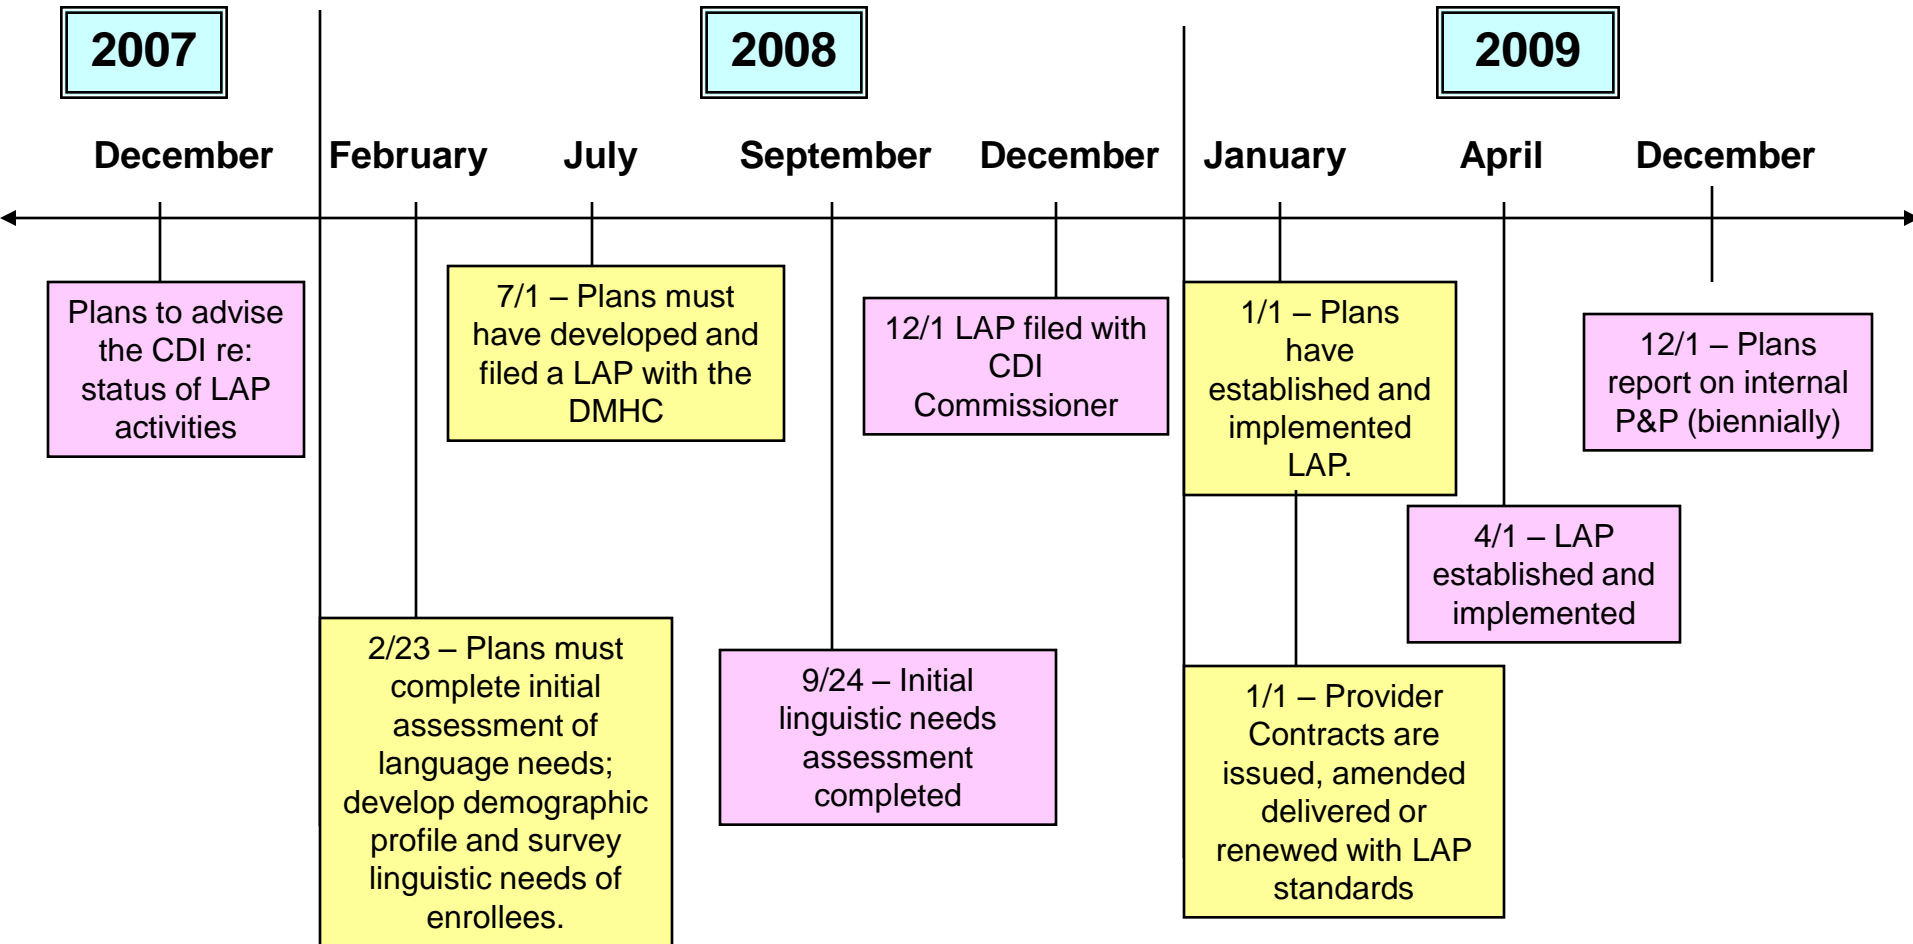 2007
2008
2009
December
February
July
September
December
January
April
December
Plans to advise
the CDI re:
status of LAP
activities
7/1 – Plans must
have developed and
filed a LAP with the
DMHC
12/1 LAP filed with
CDI
Commissioner
1/1 – Plans
have
established and
implemented
LAP.
12/1 – Plans
report on internal
P&P (biennially)
4/1 – LAP
established and
implemented
2/23 – Plans must
complete initial
assessment of
language needs;
develop demographic
profile and survey
linguistic needs of
enrollees.
9/24 – Initial
linguistic needs
assessment
completed
1/1 – Provider
Contracts are
issued, amended
delivered or
renewed with LAP
standards